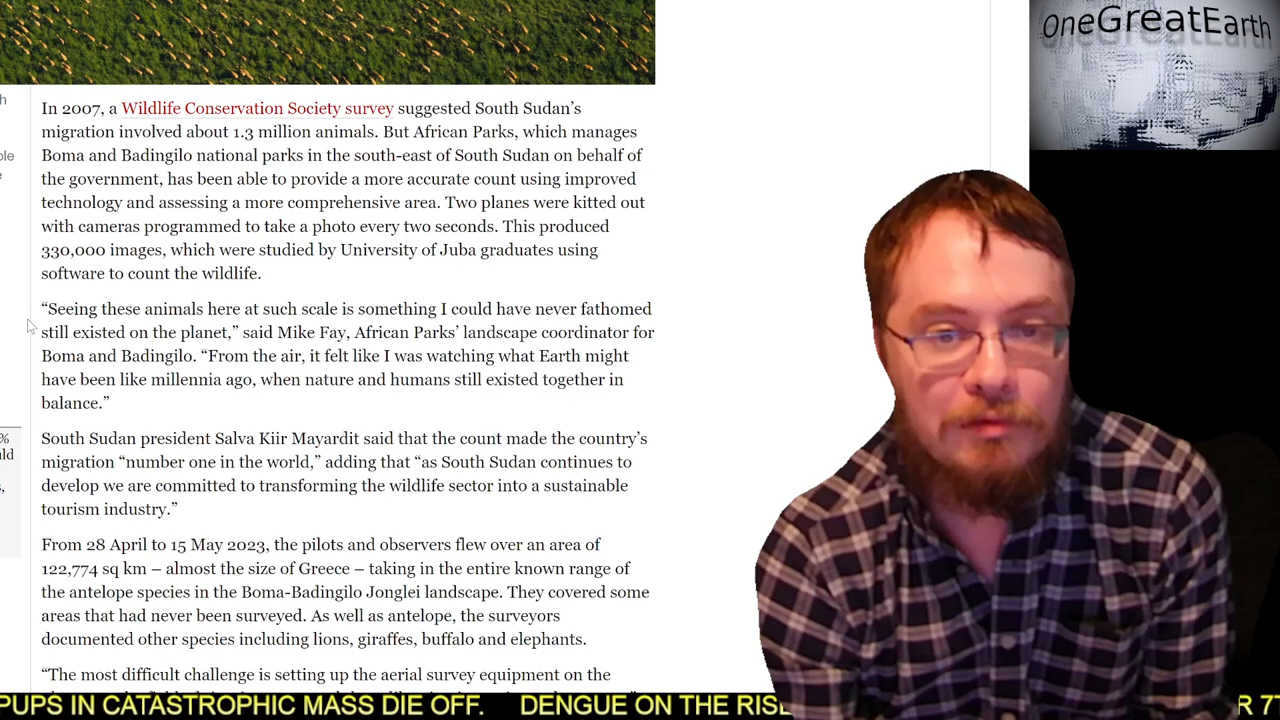 OneGreatEarth
In 2007, a Wildlife Conservation Society survey suggested South Sudan’s
migration involved about 1.3 million animals. But African Parks, which manages
Boma and Badingilo national parks in the south-east of South Sudan on behalf of
the government, has been able to provide a more accurate count using improved
technology and assessing a more comprehensive area. Two planes were kitted out
with cameras programmed to take a photo every two seconds. This produced
330,000 images, which were studied by University of Juba graduates using
software to count the wildlife.
“Seeing these animals here at such scale is something I could have never fathomed
still existed on the planet,” said Mike Fay, African Parks’ landscape coordinator for
Boma and Badingilo. “From the air, it felt like I was watching what Earth might
have been like millennia ago, when nature and humans still existed together in
balance.”
South Sudan president Salva Kiir Mayardit said that the count made the country’s
migration “number one in the world,” adding that “as South Sudan continues to
develop we are committed to transforming the wildlife sector into a sustainable
tourism industry.”
From 28 April to 15 May 2023, the pilots and observers flew over an area of
122,774 sq km – almost the size of Greece – taking in the entire known range of
the antelope species in the Boma-Badingilo Jonglei landscape. They covered some
areas that had never been surveyed. As well as antelope, the surveyors
documented other species including lions, giraffes, buffalo and elephants.
“The most difficult challenge is setting up the aerial survey equipment on the
PUPS IN CATASTROPHIC MASS DIE OFF. DENGUE ON THE RISE